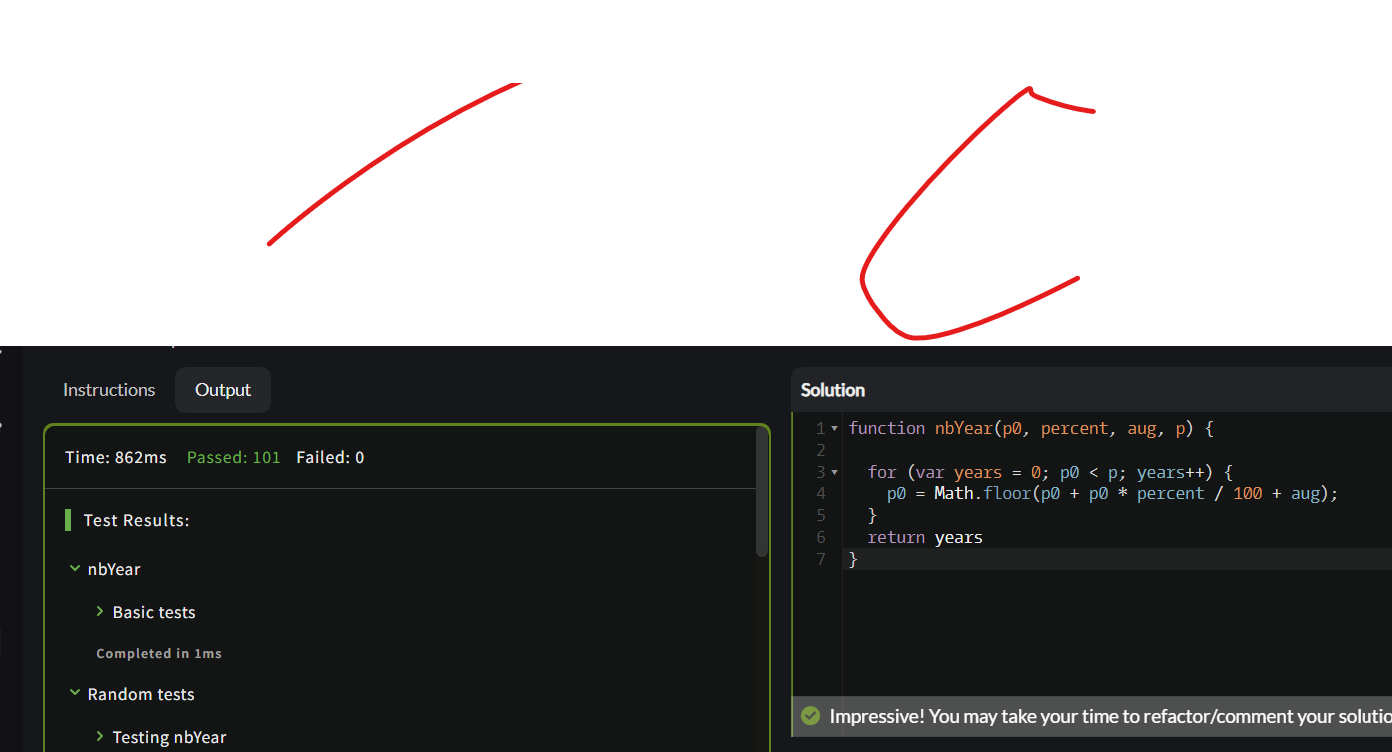 Instructions
Output
Time: 862ms Passed: 101 Failed: 0
Test Results:
nbYear
Basic tests
Completed in 1ms
Random tests
Testing nbYear
Solution
1 function nbYear(p0, percent, aug, p) {
2
3 for (var years = 0; p0 < p; years++) {
4 p0 = Math.floor(p0 + p0 * percent / 100 + aug);
5 }
6 return years
7 }
Impressive! You may take your time to refactor/comment your solutio